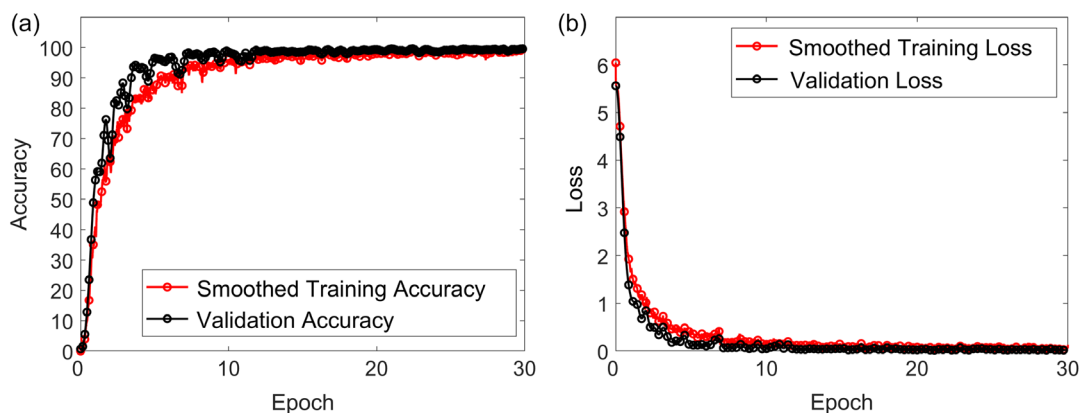 (a)
100
90
80
70
60
50
40
30
20
10
0
Accuracy
Smoothed Training Accuracy
Validation Accuracy
0
10
20
30
Epoch
(b)
6
5
4
3
2
1
0
Loss
Smoothed Training Loss
Validation Loss
0
10
20
30
Epoch